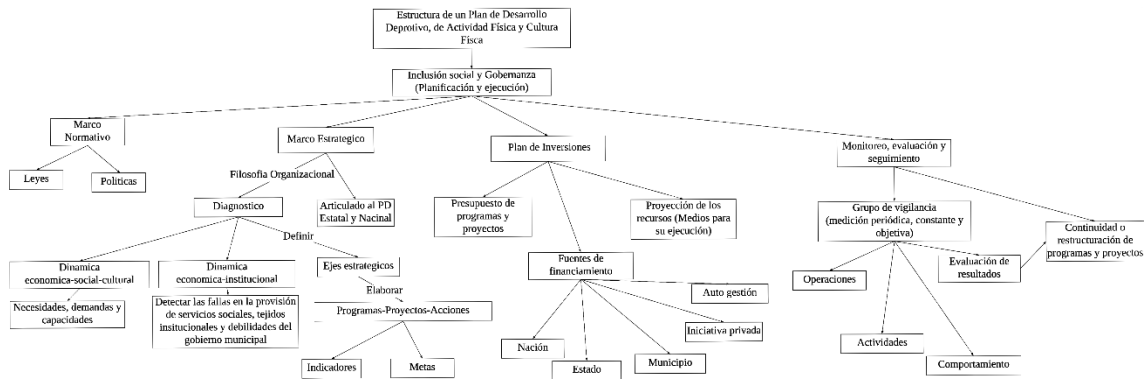 Estructura de un Plan de Desarrollo
Deprotivo, de Actividad Física y Cultura
Físca
Inclusión social y Gobernanza
(Planificación y ejecución)
Marco
Normativo
Leyes
Politicas
Marco Estrategico
Filosofia Organizacional
Diagnostico
Articulado al PD
Estatal y Nacinal
Definir
Dinamica
economica-social-cultural
Necesidades, demandas y
capacidades
Dinamica
economica-institucional
Detectar las fallas en la provisión
de servicios sociales, tejidos
insitucionales y debilidades del
gobierno municipal
Ejes estrategicos
Elaborar
Programas-Proyectos-Acciones
Indicadores
Metas
Plan de Inversiones
Presupuesto de
programas y
proyectos
Proyección de los
recursos (Medios para
su ejecución)
Fuentes de
financiamiento
Nación
Estado
Municipio
Iniciativa privada
Auto gestión
Monitoreo, evaluación y
seguimiento
Grupo de vigilancia
(medición periódica, constante y
objetiva)
Continuidad o
restructuración de
programas y proyectos
Operaciones
Evaluación de
resultados
Actividades
Comportamiento